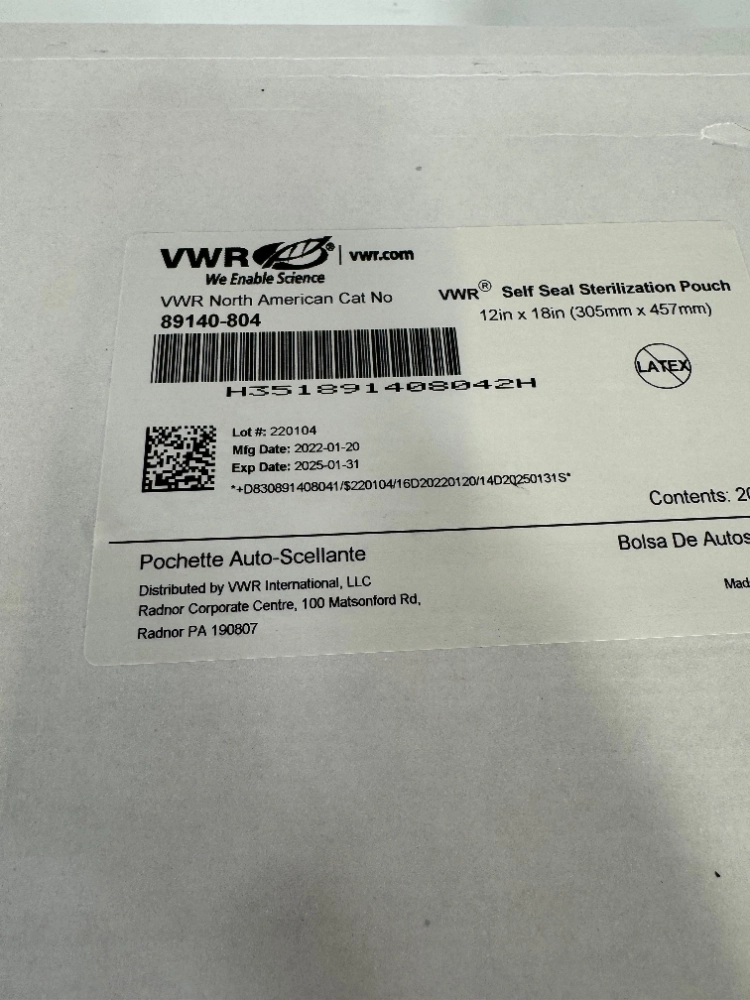 VWR® | vwr.com
We Enable Science
VWR North American Cat No
89140-804
H351891408042H
VWR® Self Seal Sterilization Pouch
12in x 18in (305mm x 457mm)
LATEX
Lot #: 220104
Mfg Date: 2022-01-20
Exp Date: 2025-01-31
*+D830891408041/$220104/16D20220120/14D20250131S*
Contents:
Pochette Auto-Scellante
Bolsa De
Distributed by VWR International, LLC
Radnor Corporate Centre, 100 Matsonford Rd,
Radnor PA 190807